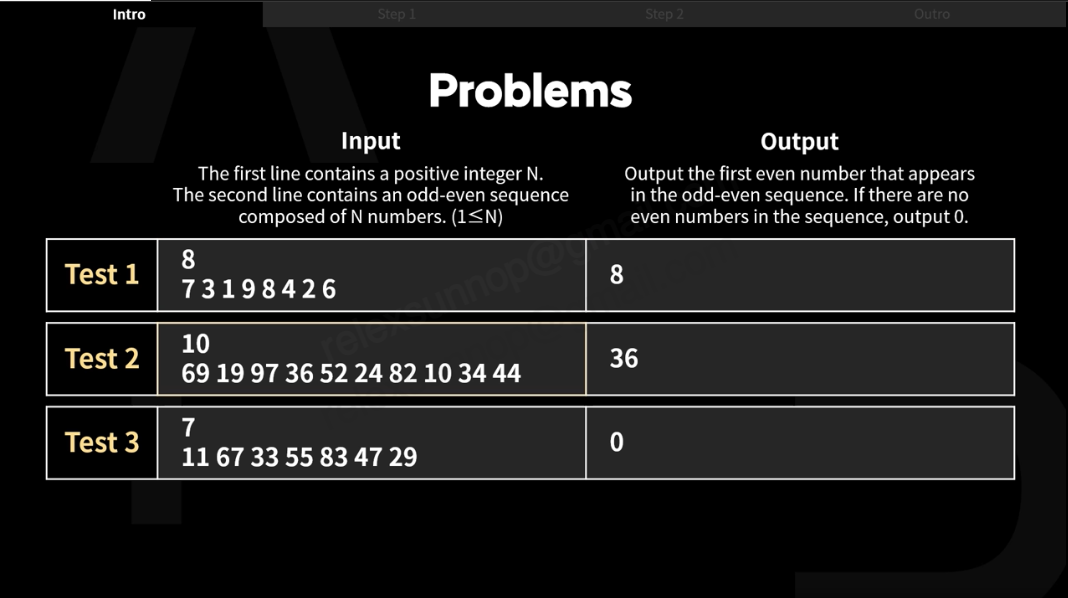 Intro
Step 1
Step 2
Outro
Problems
Input
The first line contains a positive integer N.
The second line contains an odd-even sequence
composed of N numbers. (1≤N)
Output
Output the first even number that appears
in the odd-even sequence. If there are no
even numbers in the sequence, output 0.
Test 1
8
7 3 1 9 8 4 2 6
8
Test 2
10
69 19 97 36 52 24 82 10 34 44
36
Test 3
7
11 67 33 55 83 47 29
0